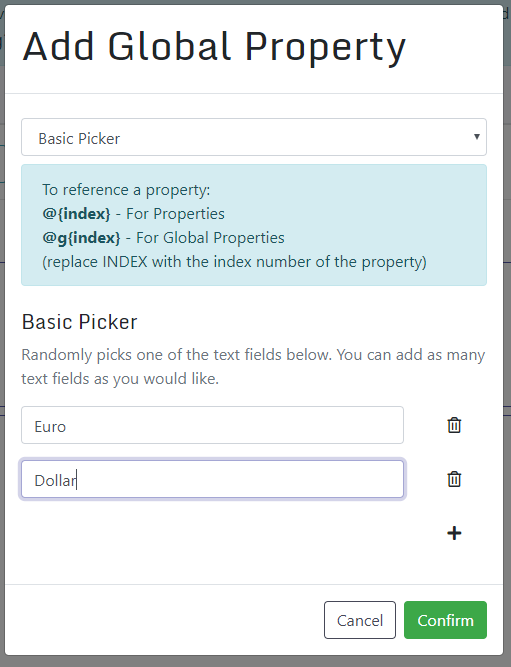 Add Global Property
Basic Picker
To reference a property:
@{index} - For Properties
@g{index} - For Global Properties
(replace INDEX with the index number of the property)
Basic Picker
Randomly picks one of the text fields below. You can add as many
text fields as you would like.
Euro
Dollar
Cancel
Confirm